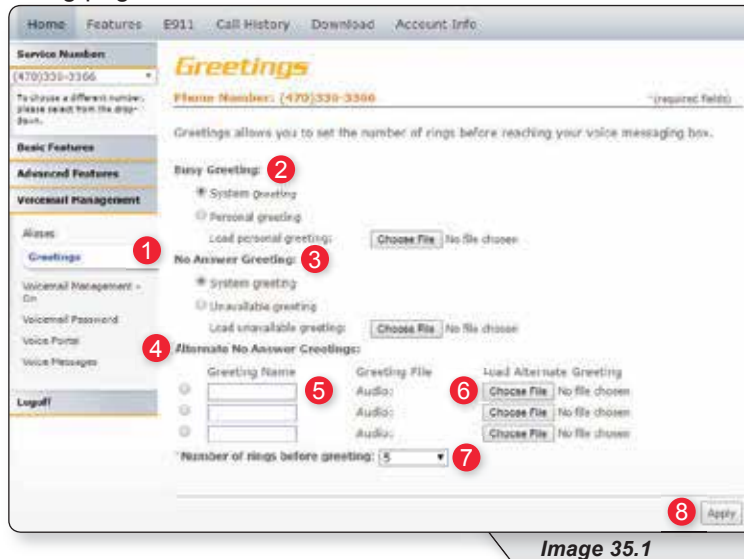 Home Features E911 Call History Download Account Info
Service Number:
(470)330-3366
To choose a different number, please select from the drop-down.
Basic Features
Advanced Features
Voicemail Management
Aliases
Greetings
1
Voicemail Management - On
Voicemail Password
Voice Portal
Voice Messages
Logoff
Greetings
Phone Number: (470)330-3366 *(required fields)
Greetings allows you to set the number of rings before reaching your voice messaging box.
Busy Greeting: 2
System greeting
Personal greeting
Load personal greeting: Choose File No file chosen
No Answer Greeting: 3
System greeting
Unavailable greeting
Load unavailable greeting: Choose File No file chosen
4 Alternate No Answer Greetings:
Greeting Name Greeting File Load Alternate Greeting
5 Audio: 6 Choose File No file chosen
Audio: Choose File No file chosen
Audio: Choose File No file chosen
*Number of rings before greeting: 5 7
8 Apply
Image 35.1